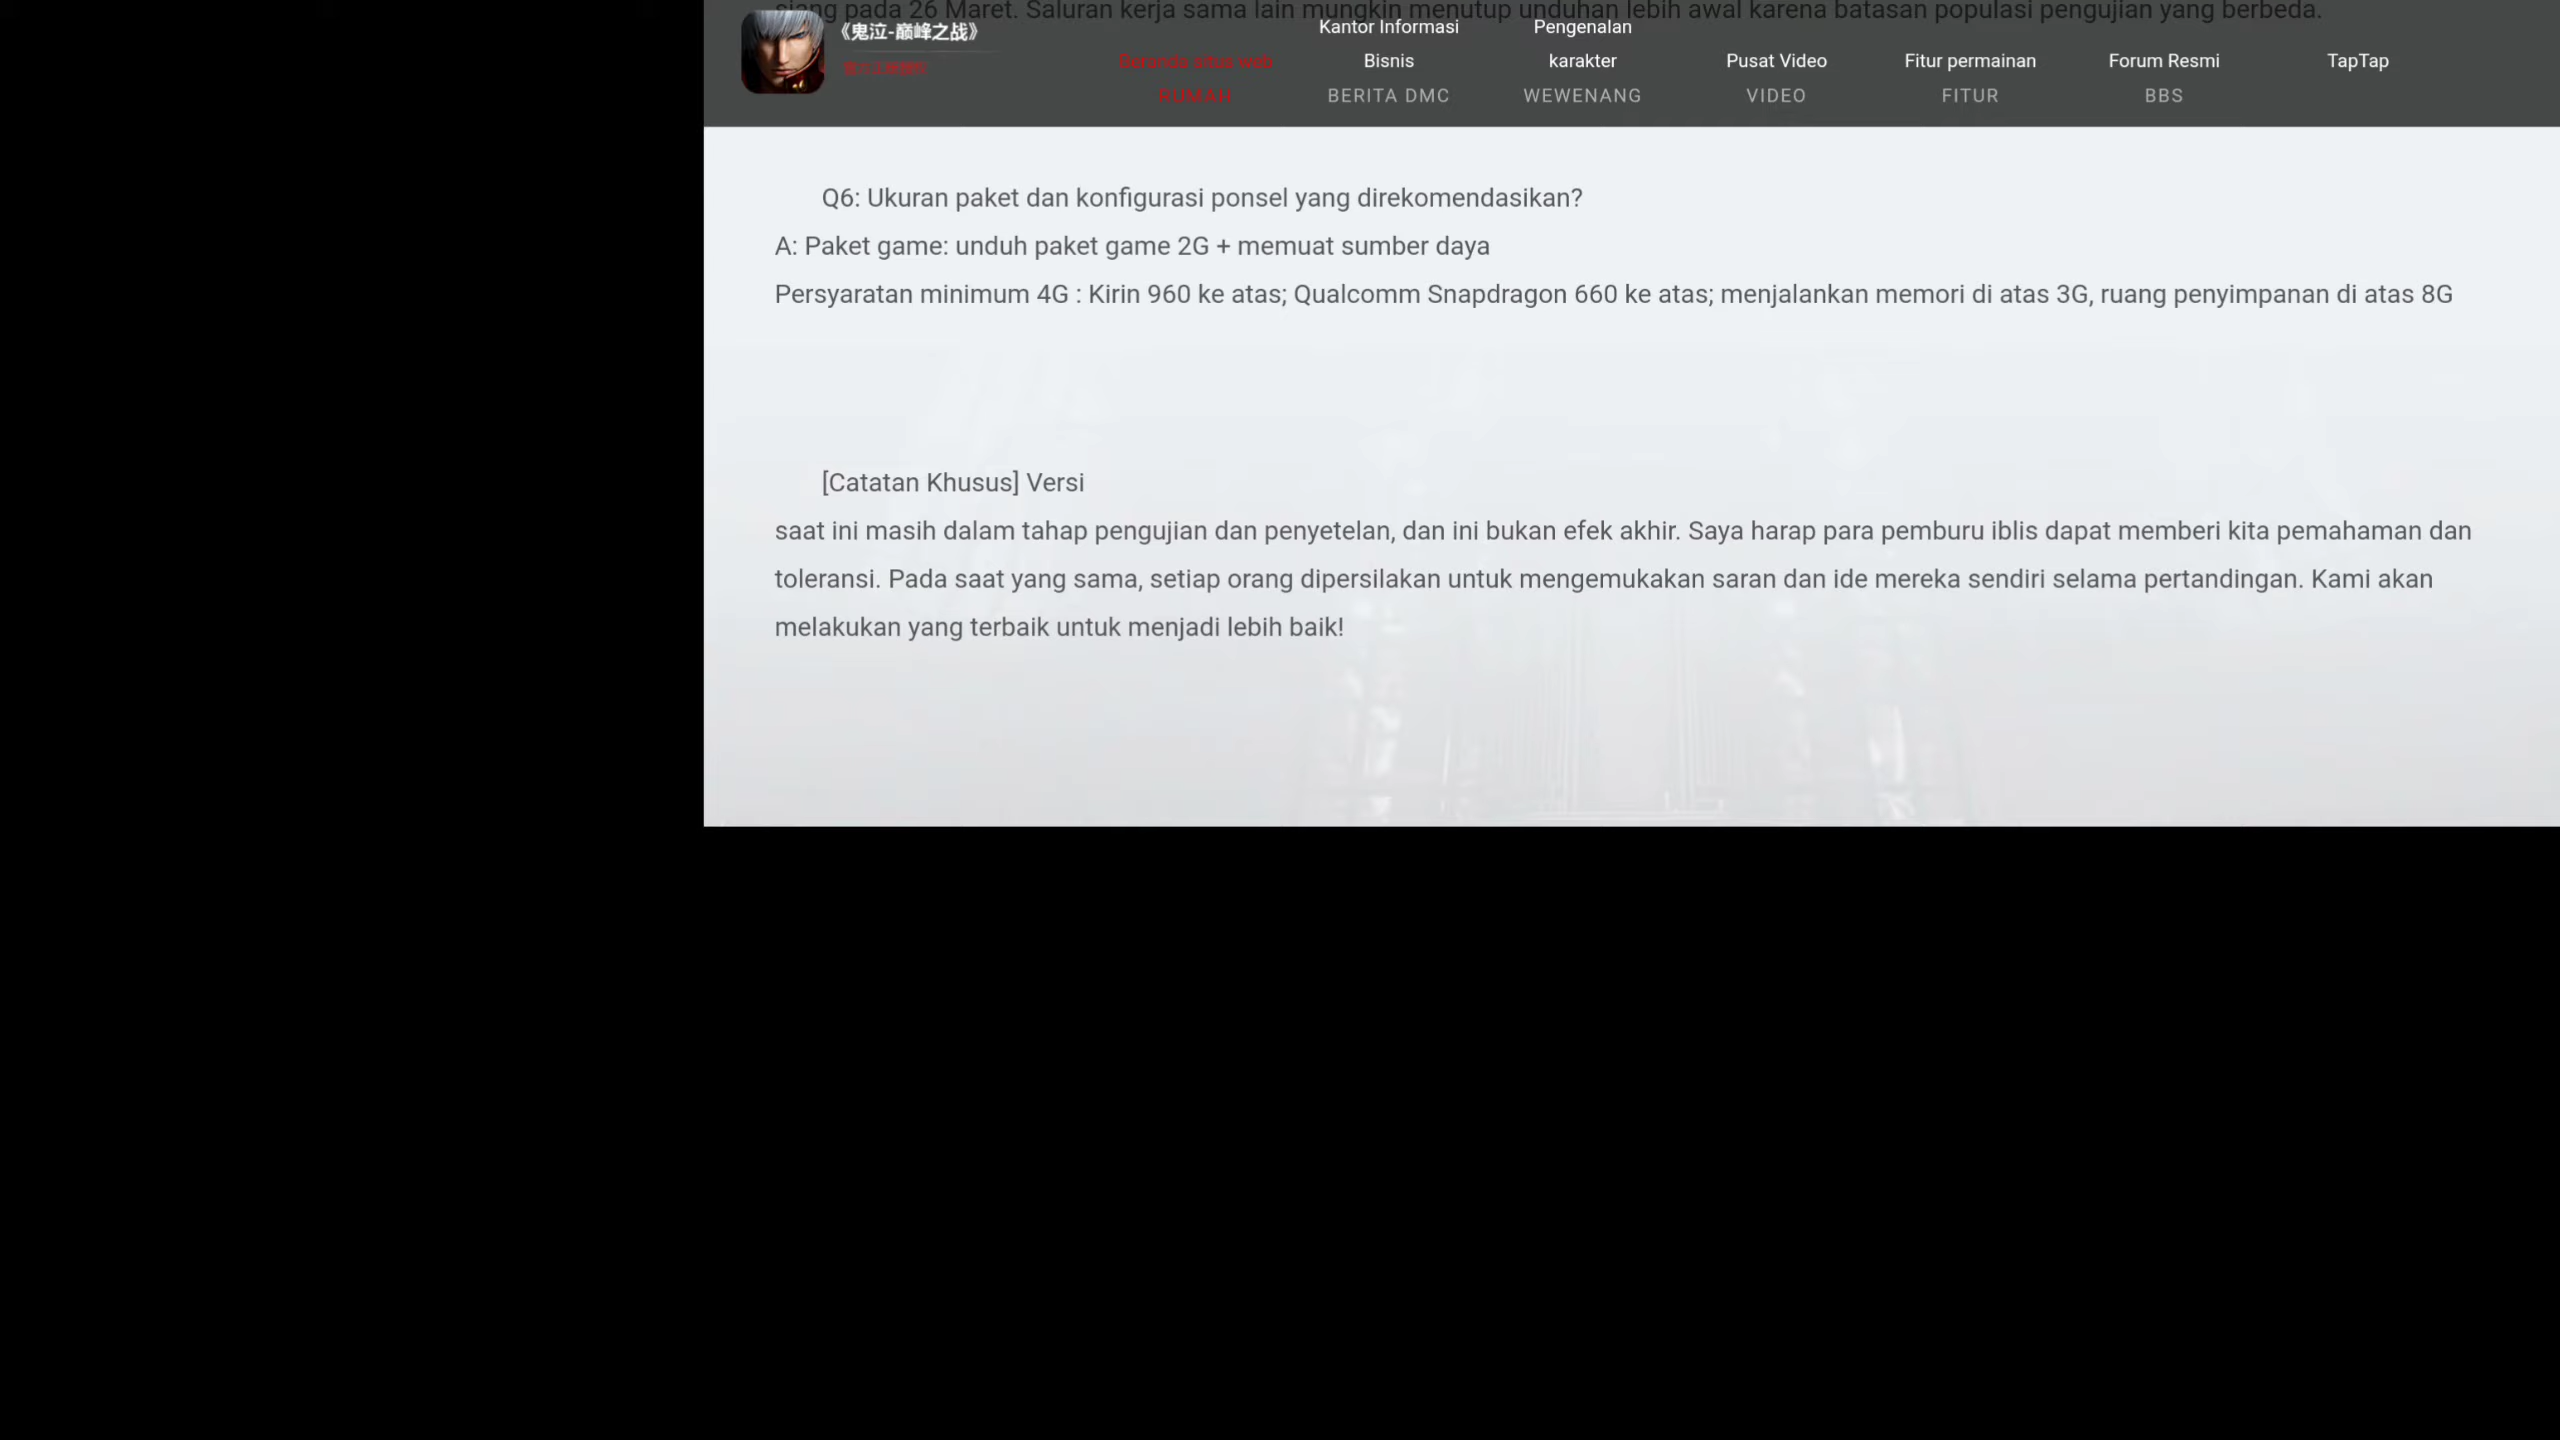 siang pada 26 Maret. Saluran kerja sama lain mungkin menutup unduhan lebih awal karena batasan populasi pengujian yang berbeda.
《鬼泣-巅峰之战》
Beranda situs web
RUMAH
Kantor Informasi
Bisnis
BERITA DMC
Pengenalan
karakter
WEWENANG
Pusat Video
VIDEO
Fitur permainan
FITUR
Forum Resmi
BBS
TapTap
Q6: Ukuran paket dan konfigurasi ponsel yang direkomendasikan?
A: Paket game: unduh paket game 2G + memuat sumber daya
Persyaratan minimum 4G : Kirin 960 ke atas; Qualcomm Snapdragon 660 ke atas; menjalankan memori di atas 3G, ruang penyimpanan di atas 8G
[Catatan Khusus] Versi
saat ini masih dalam tahap pengujian dan penyetelan, dan ini bukan efek akhir. Saya harap para pemburu iblis dapat memberi kita pemahaman dan
toleransi. Pada saat yang sama, setiap orang dipersilakan untuk mengemukakan saran dan ide mereka sendiri selama pertandingan. Kami akan
melakukan yang terbaik untuk menjadi lebih baik!